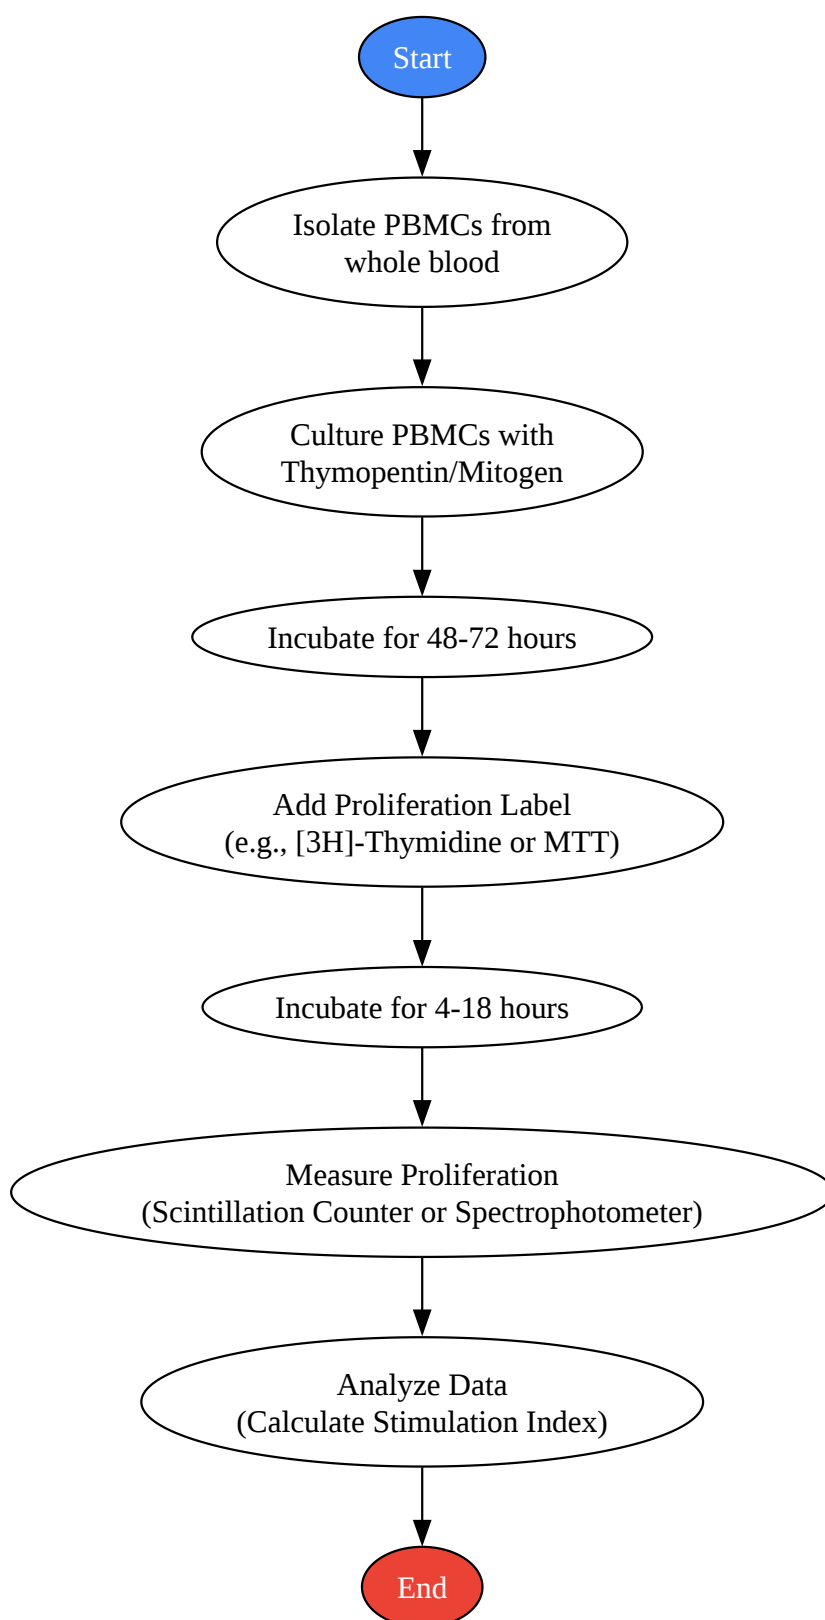 Start
Isolate PBMCs from
whole blood
Culture PBMCs with
Thymopentin/Mitogen
Incubate for 48-72 hours
Add Proliferation Label
(e.g., [3H]-Thymidine or MTT)
Incubate for 4-18 hours
Measure Proliferation
(Scintillation Counter or Spectrophotometer)
Analyze Data
(Calculate Stimulation Index)
End